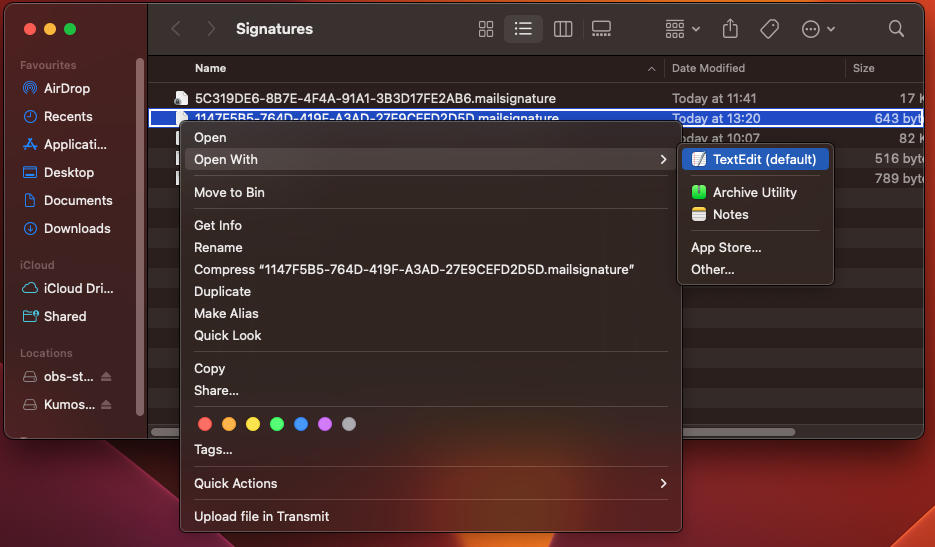 Signatures
Favourites
AirDrop
Recents
Applicati...
Desktop
Documents
Downloads
iCloud
iCloud Dri...
Shared
Locations
obs-st...
Kumos...
Name
Date Modified
Size
5C319DE6-8B7E-4F4A-91A1-3B3D17FE2AB6.mailsignature
Today at 11:41
17 K
1147F5B5-764D-419F-A3AD-27E9CEFD2D5D.mailsignature
Today at 13:20
643 byt
Today at 10:07
82 K
516 byt
789 byt
Open
Open With
Move to Bin
Get Info
Rename
Compress “1147F5B5-764D-419F-A3AD-27E9CEFD2D5D.mailsignature”
Duplicate
Make Alias
Quick Look
Copy
Share...
Tags...
Quick Actions
Upload file in Transmit
TextEdit (default)
Archive Utility
Notes
App Store...
Other...